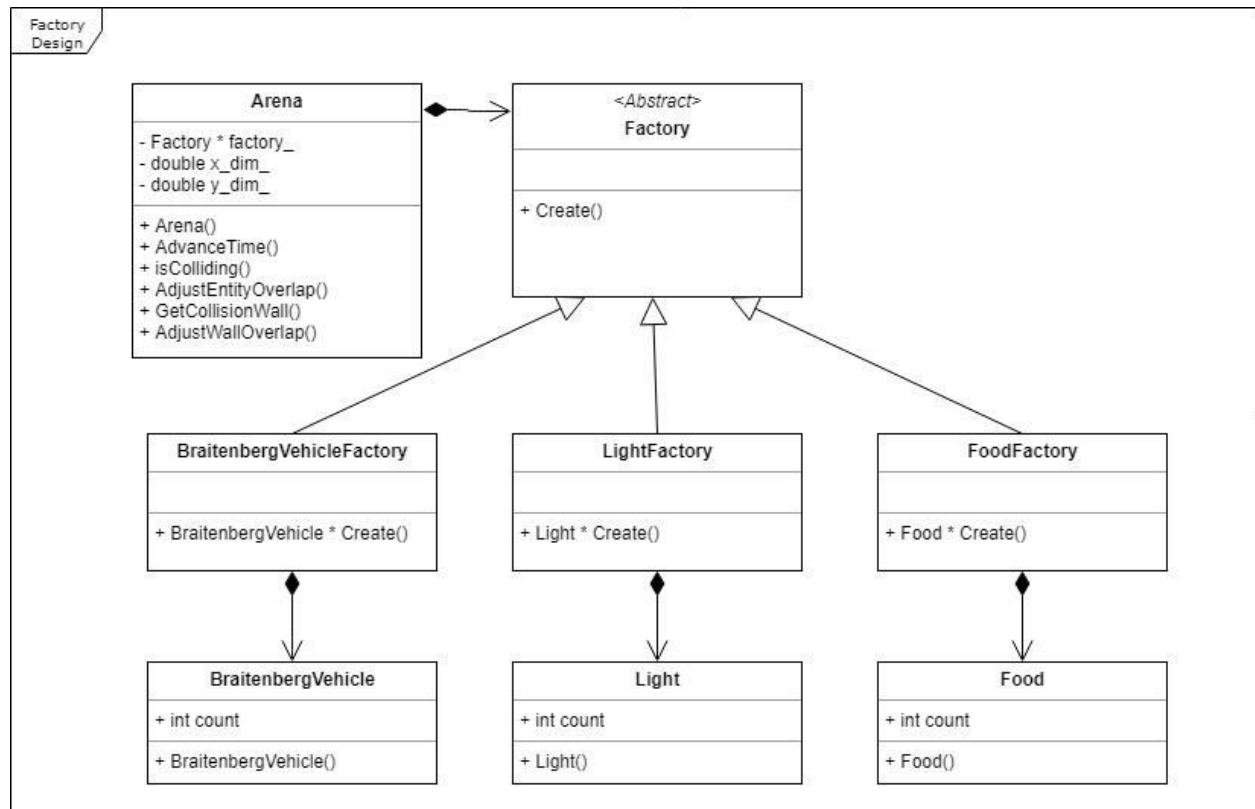 Factory
Design
Arena
- Factory * factory_
- double x_dim_
- double y_dim_
+ Arena()
+ AdvanceTime()
+ isColliding()
+ AdjustEntityOverlap()
+ GetCollisionWall()
+ AdjustWallOverlap()
<Abstract>
Factory
+ Create()
BraitenbergVehicleFactory
+ BraitenbergVehicle * Create()
LightFactory
+ Light * Create()
FoodFactory
+ Food * Create()
BraitenbergVehicle
+ int count
+ BraitenbergVehicle()
Light
+ int count
+ Light()
Food
+ int count
+ Food()